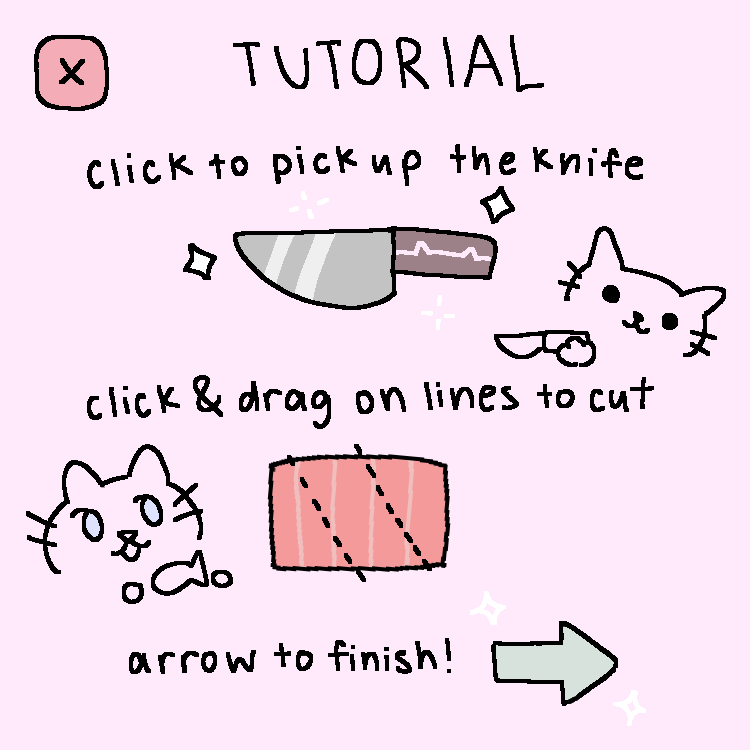 x
TUTORIAL
click to pick up the knife
click & drag on lines to cut
arrow to finish!